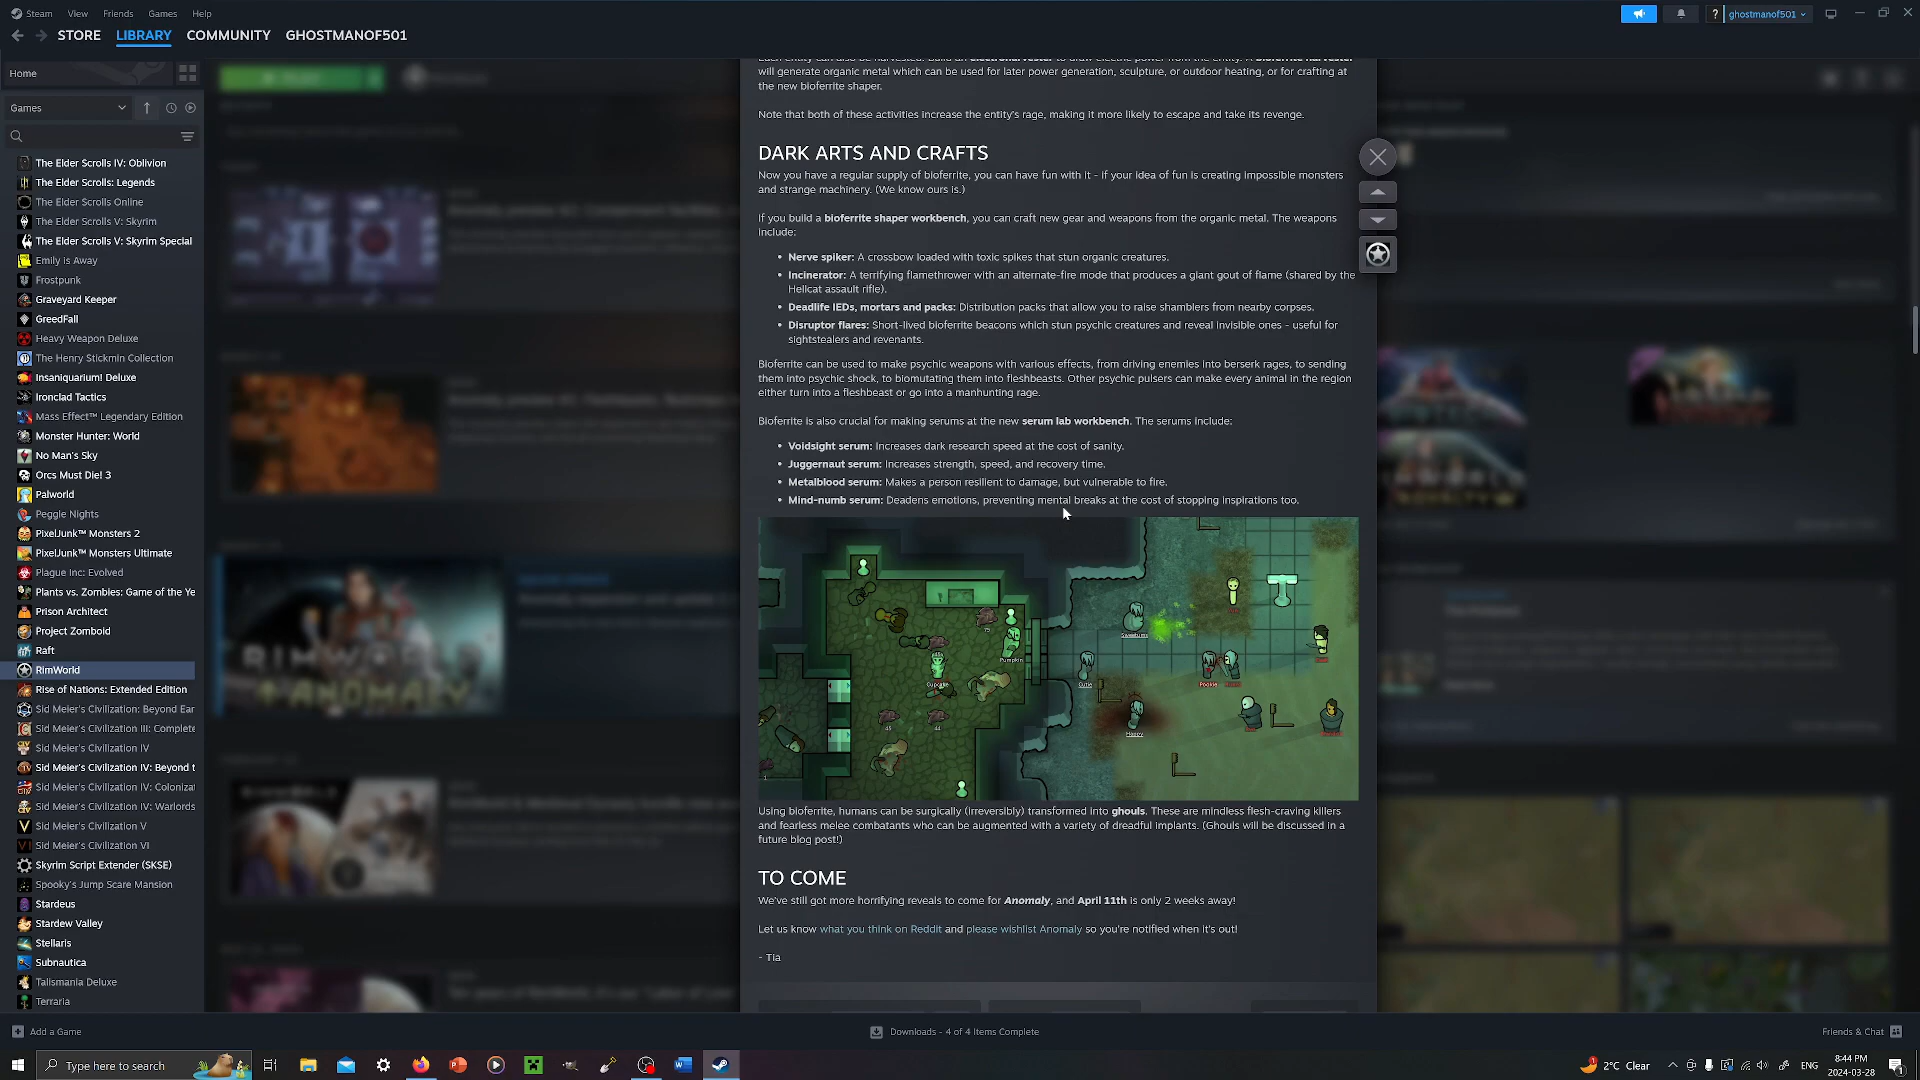 Steam View Friends Games Help
ghostmanof501
STORE LIBRARY COMMUNITY GHOSTMANOF501
Home
Games
The Elder Scrolls IV: Oblivion
The Elder Scrolls: Legends
The Elder Scrolls Online
The Elder Scrolls V: Skyrim
The Elder Scrolls V: Skyrim Special
Emily is Away
Frostpunk
Graveyard Keeper
GreedFall
Heavy Weapon Deluxe
The Henry Stickmin Collection
Insaniquarium! Deluxe
Ironclad Tactics
Mass Effect™ Legendary Edition
Monster Hunter: World
No Man's Sky
Orcs Must Die! 3
Palworld
Peggle Nights
PixelJunk™ Monsters 2
PixelJunk™ Monsters Ultimate
Plague Inc: Evolved
Plants vs. Zombies: Game of the Ye
Prison Architect
Project Zomboid
Raft
RimWorld
Rise of Nations: Extended Edition
Sid Meier's Civilization: Beyond Ear
Sid Meier's Civilization III: Complete
Sid Meier's Civilization IV
Sid Meier's Civilization IV: Beyond t
Sid Meier's Civilization IV: Colonizat
Sid Meier's Civilization IV: Warlords
Sid Meier's Civilization V
Sid Meier's Civilization VI
Skyrim Script Extender (SKSE)
Spooky's Jump Scare Mansion
Stardeus
Stardew Valley
Stellaris
Subnautica
Talismania Deluxe
Terraria
will generate organic metal which can be used for later power generation, sculpture, or outdoor heating, or for crafting at
the new bioferrite shaper.
Note that both of these activities increase the entity's rage, making it more likely to escape and take its revenge.
DARK ARTS AND CRAFTS
Now you have a regular supply of bioferrite, you can have fun with it - if your idea of fun is creating impossible monsters
and strange machinery. (We know ours is.)
If you build a bioferrite shaper workbench, you can craft new gear and weapons from the organic metal. The weapons
include:
• Nerve spiker: A crossbow loaded with toxic spikes that stun organic creatures.
• Incinerator: A terrifying flamethrower with an alternate-fire mode that produces a giant gout of flame (shared by the
Hellcat assault rifle).
• Deadlife IEDs, mortars and packs: Distribution packs that allow you to raise shamblers from nearby corpses.
• Disruptor flares: Short-lived bioferrite beacons which stun psychic creatures and reveal invisible ones - useful for
sightstealers and revenants.
Bioferrite can be used to make psychic weapons with various effects, from driving enemies into berserk rages, to sending
them into psychic shock, to biomutating them into fleshbeasts. Other psychic pulsers can make every animal in the region
either turn into a fleshbeast or go into a manhunting rage.
Bioferrite is also crucial for making serums at the new serum lab workbench. The serums include:
• Voidsight serum: Increases dark research speed at the cost of sanity.
• Juggernaut serum: Increases strength, speed, and recovery time.
• Metalblood serum: Makes a person resilient to damage, but vulnerable to fire.
• Mind-numb serum: Deadens emotions, preventing mental breaks at the cost of stopping inspirations too.
75
Sweetums
Pumpkin
Cupcake
Cutie
Pookie
Happy
45 44
Using bioferrite, humans can be surgically (irreversibly) transformed into ghouls. These are mindless flesh-craving killers
and fearless melee combatants who can be augmented with a variety of dreadful implants. (Ghouls will be discussed in a
future blog post!)
TO COME
We've still got more horrifying reveals to come for Anomaly, and April 11th is only 2 weeks away!
Let us know what you think on Reddit and please wishlist Anomaly so you're notified when it's out!
- Tia
RIMWORLD
ANOMALY
Add a Game
Downloads - 4 of 4 Items Complete
Friends & Chat
Type here to search
2°C Clear
ENG
8:44 PM
2024-03-28